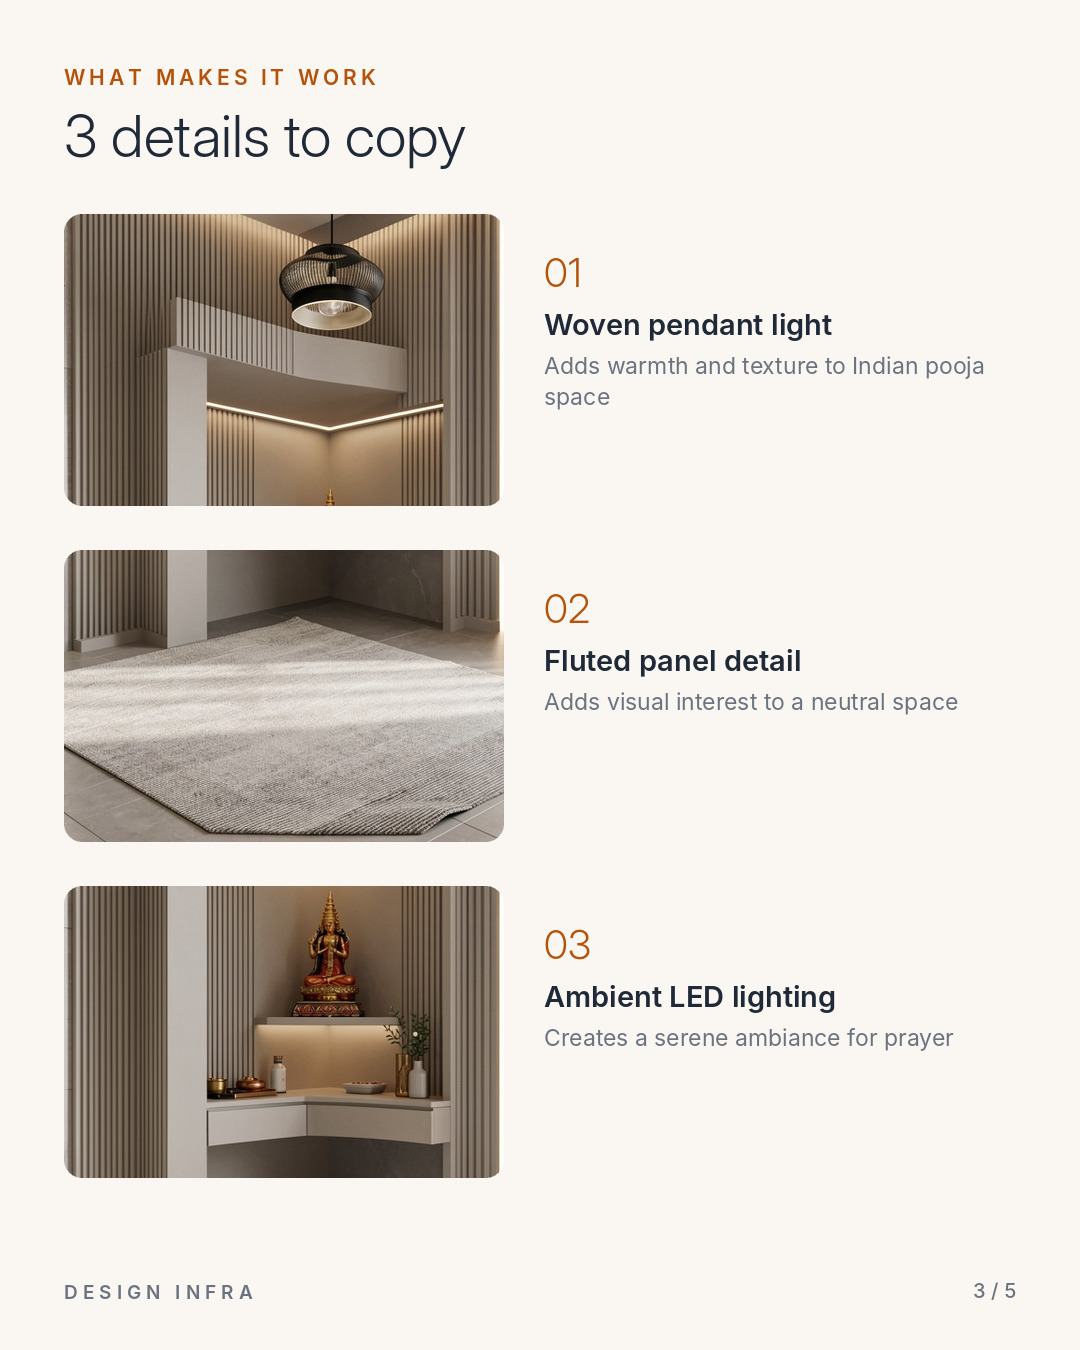 WHAT MAKES IT WORK
3 details to copy
01
Woven pendant light
Adds warmth and texture to Indian pooja
space
02
Fluted panel detail
Adds visual interest to a neutral space
03
Ambient LED lighting
Creates a serene ambiance for prayer
DESIGN INFRA
3 / 5